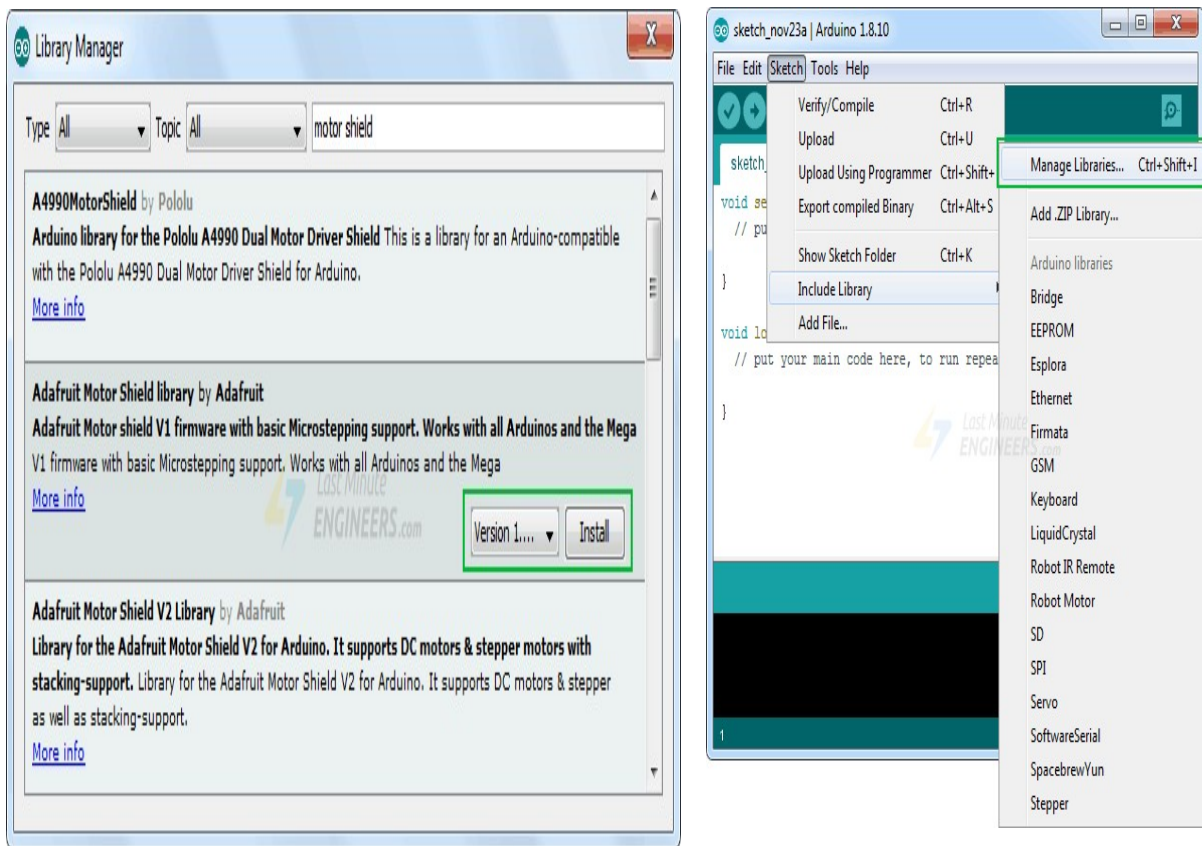 Library Manager
Type All Topic All motor shield
A4990MotorShield by Pololu
Arduino library for the Pololu A4990 Dual Motor Driver Shield This is a library for an Arduino-compatible
with the Pololu A4990 Dual Motor Driver Shield for Arduino.
More info
Adafruit Motor Shield library by Adafruit
Adafruit Motor shield V1 firmware with basic Microstepping support. Works with all Arduinos and the Mega
V1 firmware with basic Microstepping support. Works with all Arduinos and the Mega
More info
Last Minute
ENGINEERS.com
Version 1.... Install
Adafruit Motor Shield V2 Library by Adafruit
Library for the Adafruit Motor Shield V2 for Arduino. It supports DC motors & stepper motors with
stacking-support. Library for the Adafruit Motor Shield V2 for Arduino. It supports DC motors & stepper
as well as stacking-support.
More info
sketch_nov23a | Arduino 1.8.10
File Edit Sketch Tools Help
Verify/Compile Ctrl+R
Upload Ctrl+U
Upload Using Programmer Ctrl+Shift+
Export compiled Binary Ctrl+Alt+S
Show Sketch Folder Ctrl+K
Include Library
Add File...
sketch_
void se
// pu
}
void lo
// put your main code here, to run repea
}
Last Minute
ENGINEERS.com
1
Manage Libraries... Ctrl+Shift+I
Add .ZIP Library...
Arduino libraries
Bridge
EEPROM
Esplora
Ethernet
Firmata
GSM
Keyboard
LiquidCrystal
Robot IR Remote
Robot Motor
SD
SPI
Servo
SoftwareSerial
SpacebrewYun
Stepper